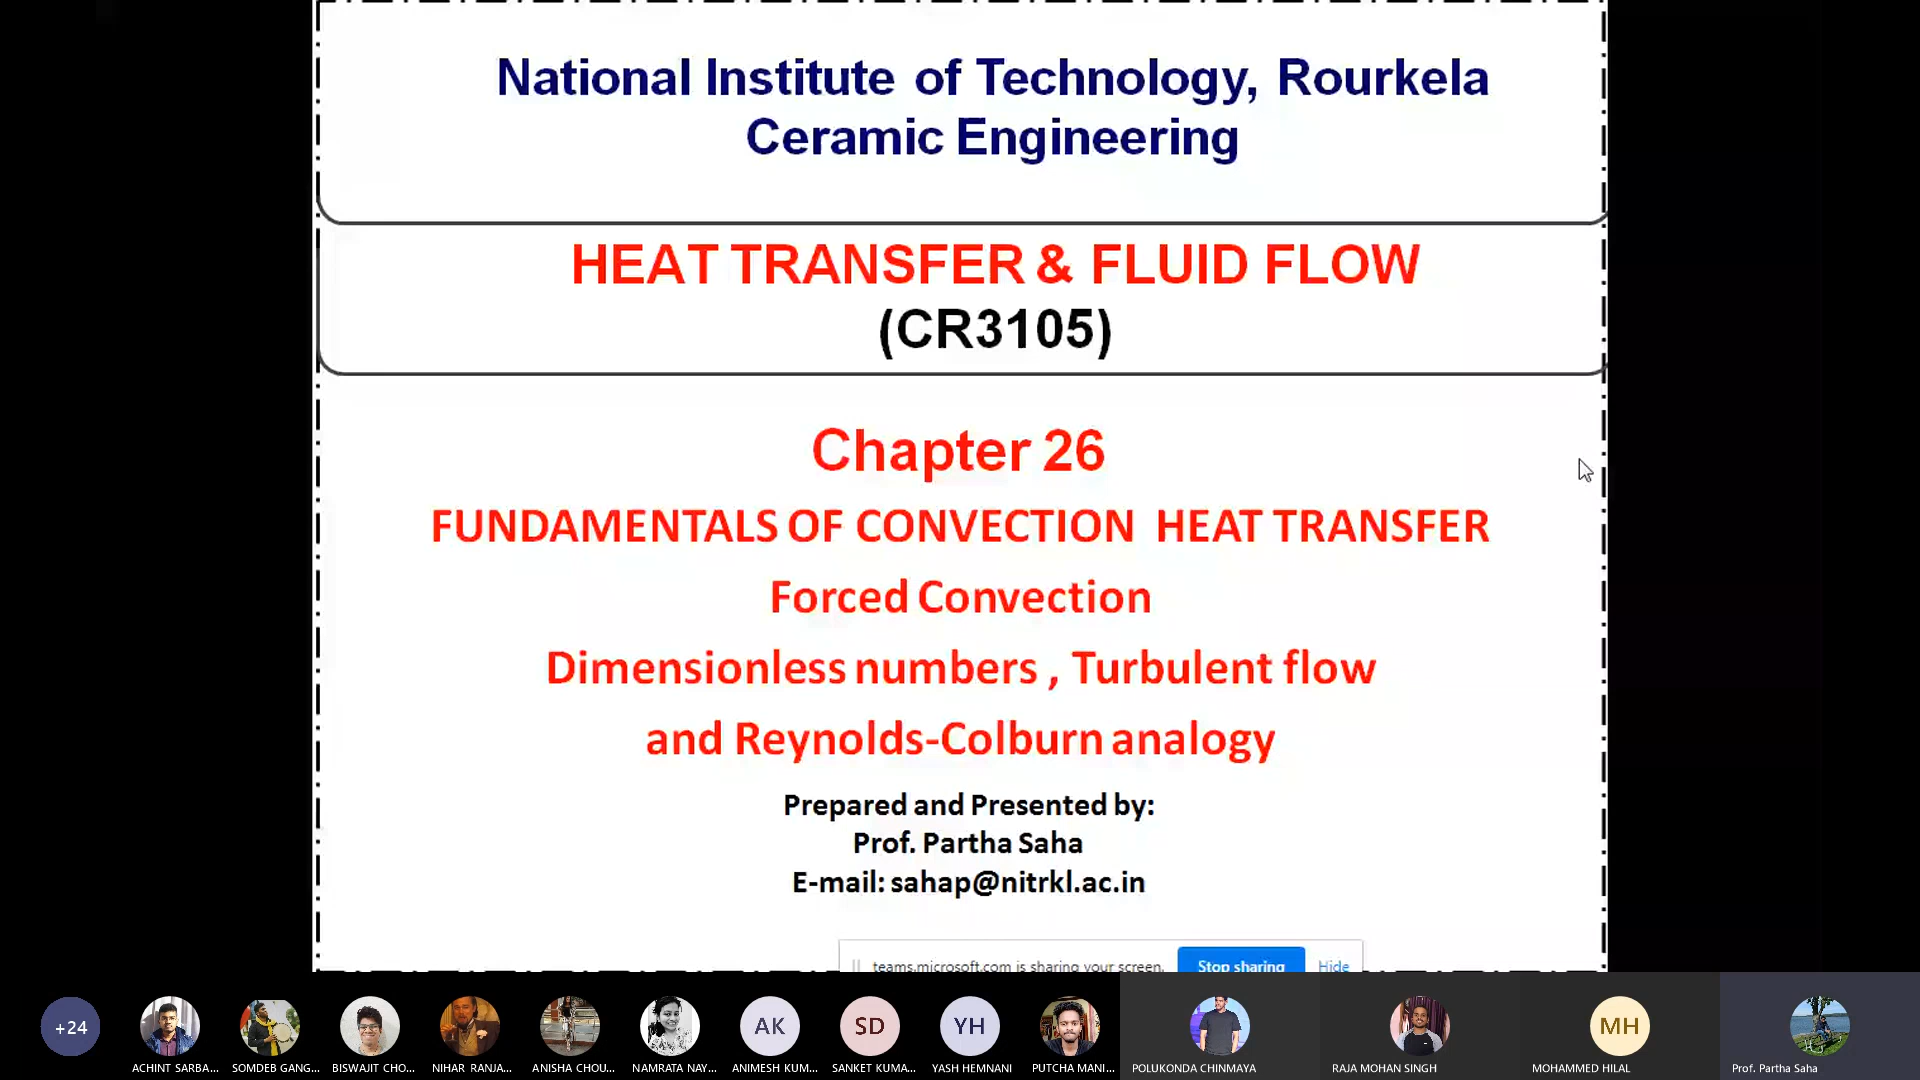 National Institute of Technology, Rourkela
Ceramic Engineering
HEAT TRANSFER & FLUID FLOW
(CR3105)
Chapter 26
FUNDAMENTALS OF CONVECTION HEAT TRANSFER
Forced Convection
Dimensionless numbers , Turbulent flow
and Reynolds-Colburn analogy
Prepared and Presented by:
Prof. Partha Saha
E-mail: sahap@nitrkl.ac.in
teams.microsoft.com is sharing your screen. Stop sharing Hide
+24 AK SD YH MH
ACHINT SARBA... SOMDEB GANG... BISWAJIT CHO... NIHAR RANJA... ANISHA CHOU... NAMRATA NAY... ANIMESH KUM... SANKET KUMA... YASH HEMNANI PUTCHA MANI... POLUKONDA CHINMAYA RAJA MOHAN SINGH MOHAMMED HILAL Prof. Partha Saha